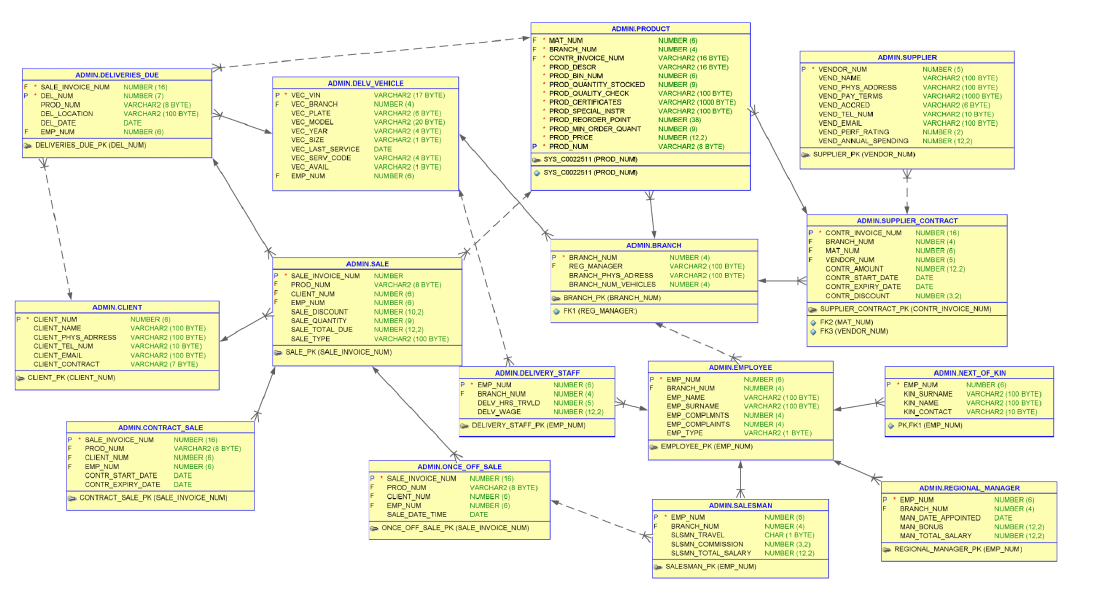 ADMIN.PRODUCT
F * MAT_NUM NUMBER (6)
F * BRANCH_NUM NUMBER (4)
F * CONTR_INVOICE_NUM VARCHAR2 (16 BYTE)
* PROD_DESCR VARCHAR2 (16 BYTE)
* PROD_BIN_NUM NUMBER (6)
* PROD_QUANTITY_STOCKED NUMBER (9)
* PROD_QUALITY_CHECK VARCHAR2 (100 BYTE)
* PROD_CERTIFICATES VARCHAR2 (1000 BYTE)
* PROD_SPECIAL_INSTR VARCHAR2 (100 BYTE)
* PROD_REORDER_POINT NUMBER (38)
* PROD_MIN_ORDER_QUANT NUMBER (9)
* PROD_PRICE NUMBER (12,2)
P * PROD_NUM VARCHAR2 (8 BYTE)
SYS_C0022511 (PROD_NUM)
SYS_C0022511 (PROD_NUM)
ADMIN.SUPPLIER
P * VENDOR_NUM NUMBER (5)
VEND_NAME VARCHAR2 (100 BYTE)
VEND_PHYS_ADDRESS VARCHAR2 (100 BYTE)
VEND_PAY_TERMS VARCHAR2 (1000 BYTE)
VEND_ACCRED VARCHAR2 (6 BYTE)
VEND_TEL_NUM VARCHAR2 (10 BYTE)
VEND_EMAIL VARCHAR2 (100 BYTE)
VEND_PEIRF_RATING NUMBER (2)
VEND_ANNUAL_SPENDING NUMBER (12,2)
SUPPLIER_PK (VENDOR_NUM)
ADMIN.DELIVERIES_DUE
F * SALE_INVOICE_NUM NUMBER (16)
P * DEL_NUM NUMBER (7)
PROD_NUM VARCHAR2 (8 BYTE)
DEL_LOCATION VARCHAR2 (100 BYTE)
DEL_DATE DATE
F EMP_NUM NUMBER (6)
DELIVERIES_DUE_PK (DEL_NUM)
ADMIN.DELV_VEHICLE
P * VEC_VIN VARCHAR2 (17 BYTE)
F VEC_BRANCH NUMBER (4)
VEC_PLATE VARCHAR2 (6 BYTE)
VEC_MODEL VARCHAR2 (20 BYTE)
VEC_YEAR VARCHAR2 (4 BYTE)
VEC_SIZE VARCHAR2 (1 BYTE)
VEC_LAST_SERVICE DATE
VEC_SERV_CODE VARCHAR2 (4 BYTE)
VEC_AVAIL VARCHAR2 (1 BYTE)
F EMP_NUM NUMBER (6)
ADMIN.SUPPLIER_CONTRACT
P * CONTR_INVOICE_NUM NUMBER (16)
F BRANCH_NUM NUMBER (4)
F MAT_NUM NUMBER (6)
F VENDOR_NUM NUMBER (5)
CONTR_AMOUNT NUMBER (12,2)
CONTR_START_DATE DATE
CONTR_EXPIRY_DATE DATE
CONTR_DISCOUNT NUMBER (3,2)
SUPPLIER_CONTRACT_PK (CONTR_INVOICE_NUM)
FK2 (MAT_NUM)
FK3 (VENDOR_NUM)
ADMIN.BRANCH
P * BRANCH_NUM NUMBER (4)
F REG_MANAGER VARCHAR2 (100 BYTE)
BRANCH_PHYS_ADRESS VARCHAR2 (100 BYTE)
BRANCH_NUM_VEHICLES NUMBER (4)
BRANCH_PK (BRANCH_NUM)
FK1 (REG_MANAGER)
ADMIN.SALE
P * SALE_INVOICE_NUM NUMBER
F PROD_NUM VARCHAR2 (8 BYTE)
F CLIENT_NUM NUMBER (6)
F EMP_NUM NUMBER (6)
SALE_DISCOUNT NUMBER (10,2)
SALE_QUANTITY NUMBER (9)
SALE_TOTAL_DUE NUMBER (12,2)
SALE_TYPE VARCHAR2 (100 BYTE)
SALE_PK (SALE_INVOICE_NUM)
ADMIN.CLIENT
P * CLIENT_NUM NUMBER (6)
CLIENT_NAME VARCHAR2 (100 BYTE)
CLIENT_PHYS_ADRRESS VARCHAR2 (100 BYTE)
CLIENT_TEL_NUM VARCHAR2 (10 BYTE)
CLIENT_EMAIL VARCHAR2 (100 BYTE)
CLIENT_CONTRACT VARCHAR2 (7 BYTE)
CLIENT_PK (CLIENT_NUM)
ADMIN.DELIVERY_STAFF
P * EMP_NUM NUMBER (6)
F BRANCH_NUM NUMBER (4)
DELV_HRS_TRVLD NUMBER (5)
DELV_WAGE NUMBER (12,2)
DELIVERY_STAFF_PK (EMP_NUM)
ADMIN.EMPLOYEE
P * EMP_NUM NUMBER (6)
F BRANCH_NUM NUMBER (4)
EMP_NAME VARCHAR2 (100 BYTE)
EMP_SURNAME VARCHAR2 (100 BYTE)
EMP_COMPLMNTS NUMBER (4)
EMP_COMPLAINTS NUMBER (4)
EMP_TYPE VARCHAR2 (1 BYTE)
EMPLOYEE_PK (EMP_NUM)
ADMIN.NEXT_OF_KIN
P * EMP_NUM NUMBER (6)
KIN_SURNAME VARCHAR2 (100 BYTE)
KIN_NAME VARCHAR2 (100 BYTE)
KIN_CONTACT VARCHAR2 (10 BYTE)
PK,FK1 (EMP_NUM)
ADMIN.CONTRACT_SALE
P * SALE_INVOICE_NUM NUMBER (16)
F PROD_NUM VARCHAR2 (8 BYTE)
F CLIENT_NUM NUMBER (6)
F EMP_NUM NUMBER (6)
CONTR_START_DATE DATE
CONTR_EXPIRY_DATE DATE
CONTRACT_SALE_PK (SALE_INVOICE_NUM)
ADMIN.ONCE_OFF_SALE
P * SALE_INVOICE_NUM NUMBER (16)
F PROD_NUM VARCHAR2 (8 BYTE)
F CLIENT_NUM NUMBER (6)
F EMP_NUM NUMBER (6)
SALE_DATE_TIME DATE
ONCE_OFF_SALE_PK (SALE_INVOICE_NUM)
ADMIN.SALESMAN
P * EMP_NUM NUMBER (6)
F BRANCH_NUM NUMBER (4)
SLSMN_TRAVEL CHAR (1 BYTE)
SLSMN_COMMISSION NUMBER (3,2)
SLSMN_TOTAL_SALARY NUMBER (12,2)
SALESMAN_PK (EMP_NUM)
ADMIN.REGIONAL_MANAGER
P * EMP_NUM NUMBER (6)
F BRANCH_NUM NUMBER (4)
MAN_DATE_APPOINTED DATE
MAN_BONUS NUMBER (12,2)
MAN_TOTAL_SALARY NUMBER (12,2)
REGIONAL_MANAGER_PK (EMP_NUM)